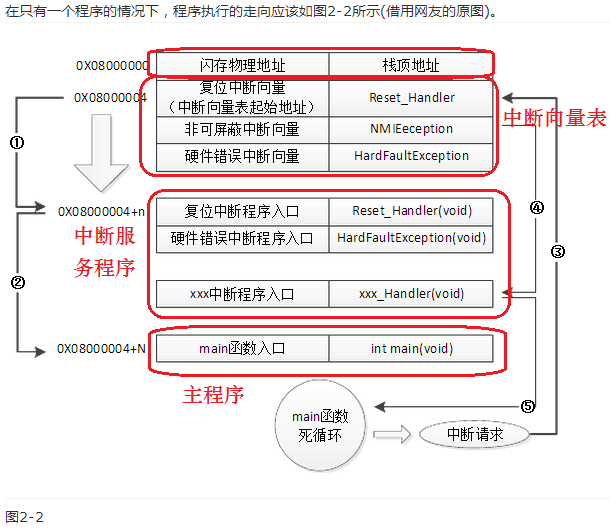 在只有一个程序的情况下，程序执行的走向应该如图2-2所示(借用网友的原图)。
0X08000000 闪存物理地址 栈顶地址
0X08000004 复位中断向量
（中断向量表起始地址） Reset_Handler
中断向量表
非可屏蔽中断向量 NMIEeception
①
硬件错误中断向量 HardFaultException
④
0X08000004+n 复位中断程序入口 Reset_Handler(void)
中断服
务程序
硬件错误中断程序入口 HardFaultException(void)
③
②
xxx中断程序入口 xxx_Handler(void)
0X08000004+N main函数入口 int main(void)
主程序
⑤
main函数
死循环
中断请求
图2-2